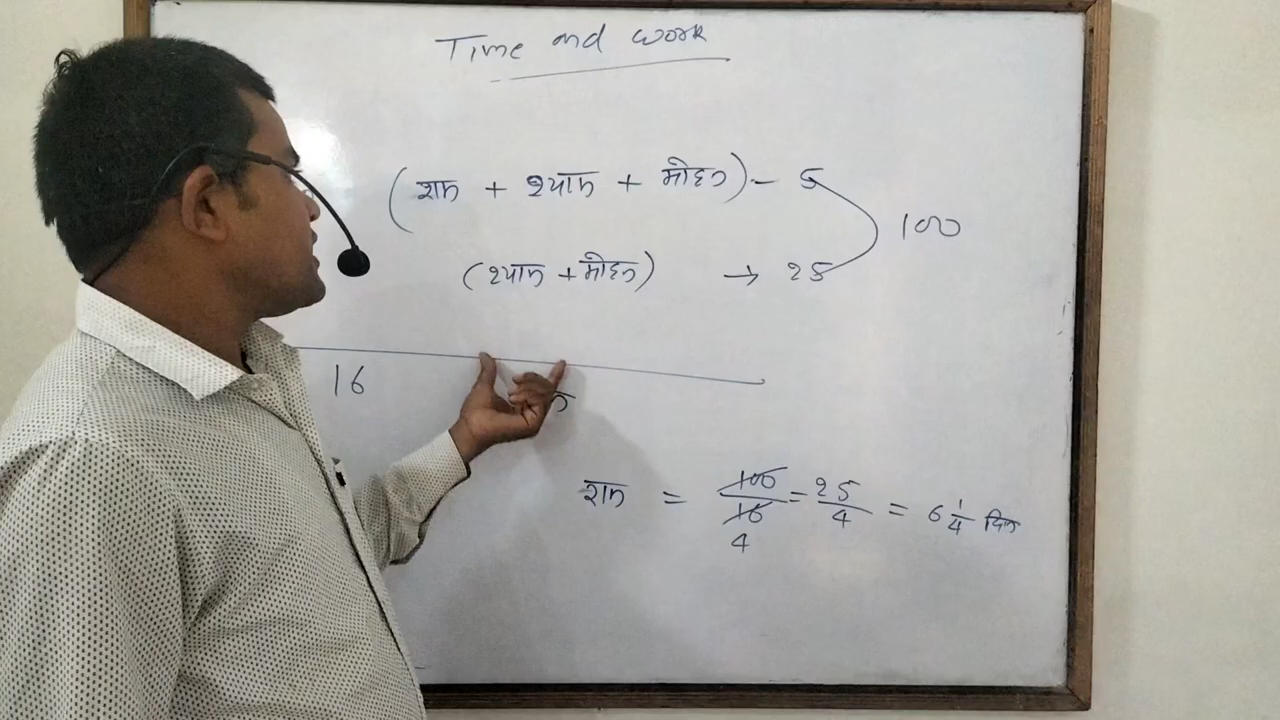 Time and work
(राम + श्याम + मोहन) - 5
100
(श्याम + मोहन) → 25
16
राम = 100/16 = 25/4 = 6 1/4 दिन
4